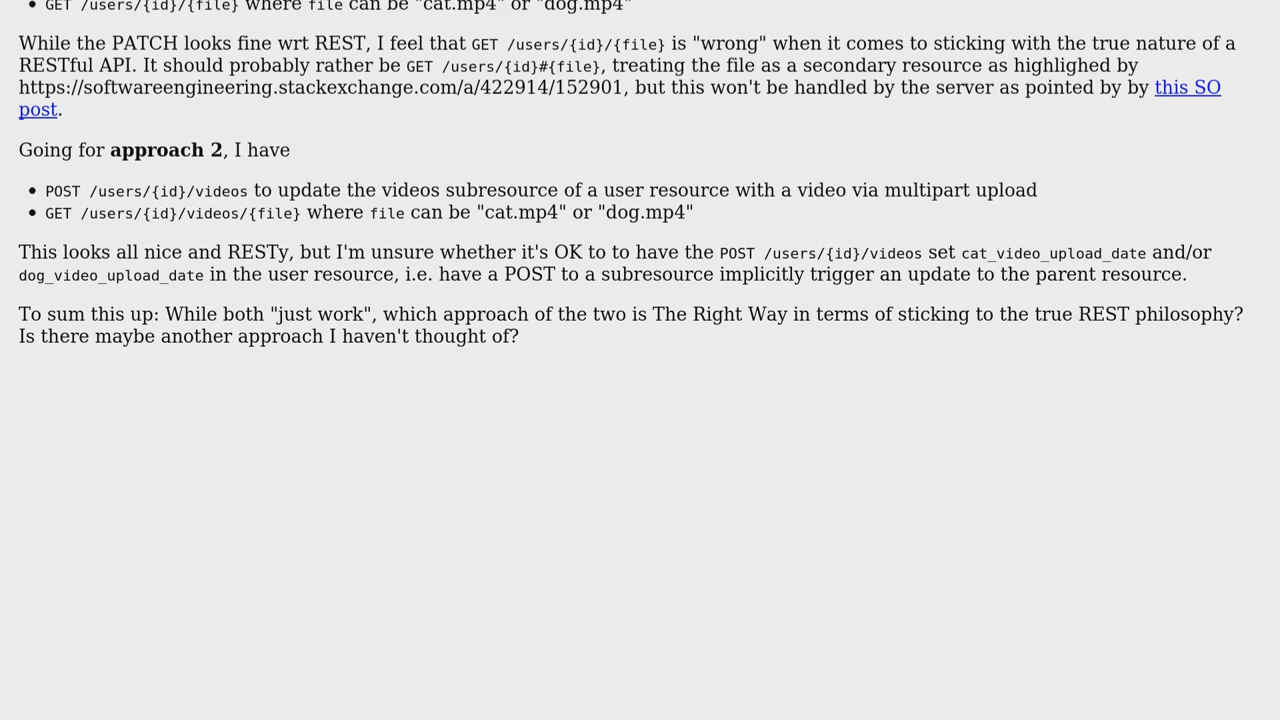 GET /users/{id}/{file} where file can be "cat.mp4" or "dog.mp4"
While the PATCH looks fine wrt REST, I feel that GET /users/{id}/{file} is "wrong" when it comes to sticking with the true nature of a
RESTful API. It should probably rather be GET /users/{id}#{file}, treating the file as a secondary resource as highlighed by
https://softwareengineering.stackexchange.com/a/422914/152901, but this won't be handled by the server as pointed by by this SO
post.
Going for approach 2, I have
• POST /users/{id}/videos to update the videos subresource of a user resource with a video via multipart upload
• GET /users/{id}/videos/{file} where file can be "cat.mp4" or "dog.mp4"
This looks all nice and RESTy, but I'm unsure whether it's OK to to have the POST /users/{id}/videos set cat_video_upload_date and/or
dog_video_upload_date in the user resource, i.e. have a POST to a subresource implicitly trigger an update to the parent resource.
To sum this up: While both "just work", which approach of the two is The Right Way in terms of sticking to the true REST philosophy?
Is there maybe another approach I haven't thought of?